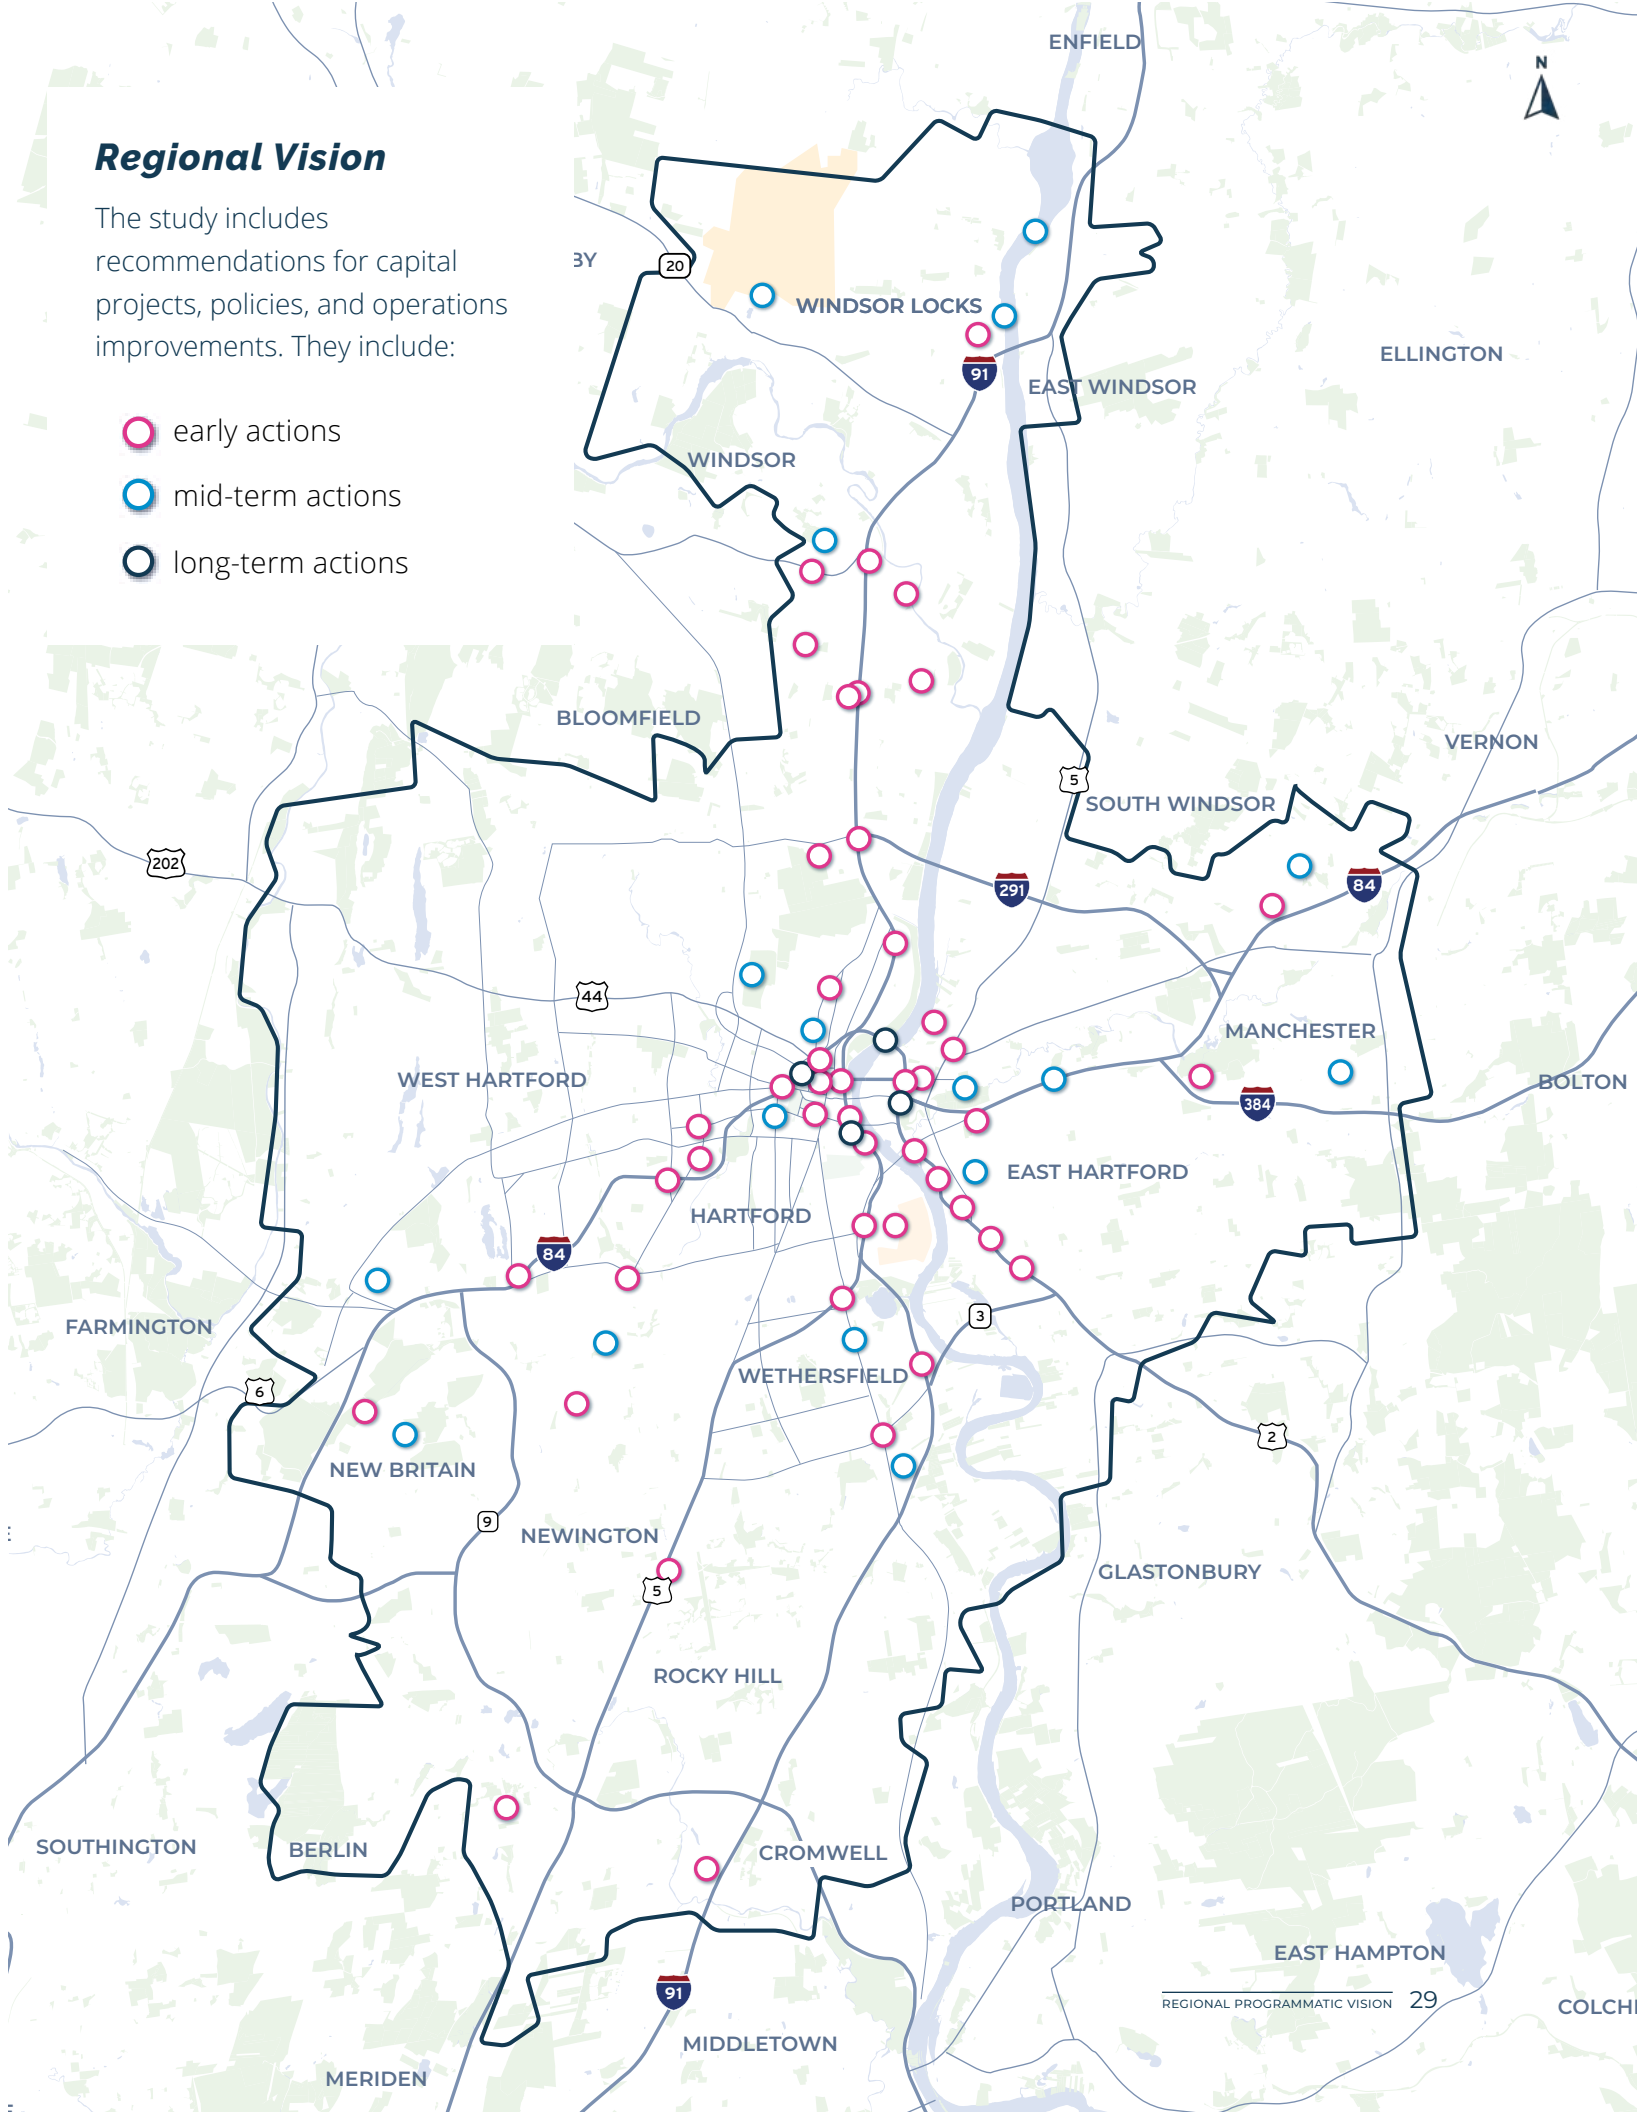 ENFIELD
N
Regional Vision
The study includes
recommendations for capital
projects, policies, and operations
improvements. They include:
early actions
mid-term actions
long-term actions
BY
20
WINDSOR LOCKS
91
EAST WINDSOR
ELLINGTON
WINDSOR
BLOOMFIELD
VERNON
5
SOUTH WINDSOR
202
291
84
44
MANCHESTER
WEST HARTFORD
BOLTON
384
EAST HARTFORD
HARTFORD
84
3
FARMINGTON
WETHERSFIELD
6
2
NEW BRITAIN
9
NEWINGTON
5
GLASTONBURY
ROCKY HILL
SOUTHINGTON
BERLIN
CROMWELL
PORTLAND
EAST HAMPTON
91
REGIONAL PROGRAMMATIC VISION 29
COLCH
MIDDLETOWN
MERIDEN